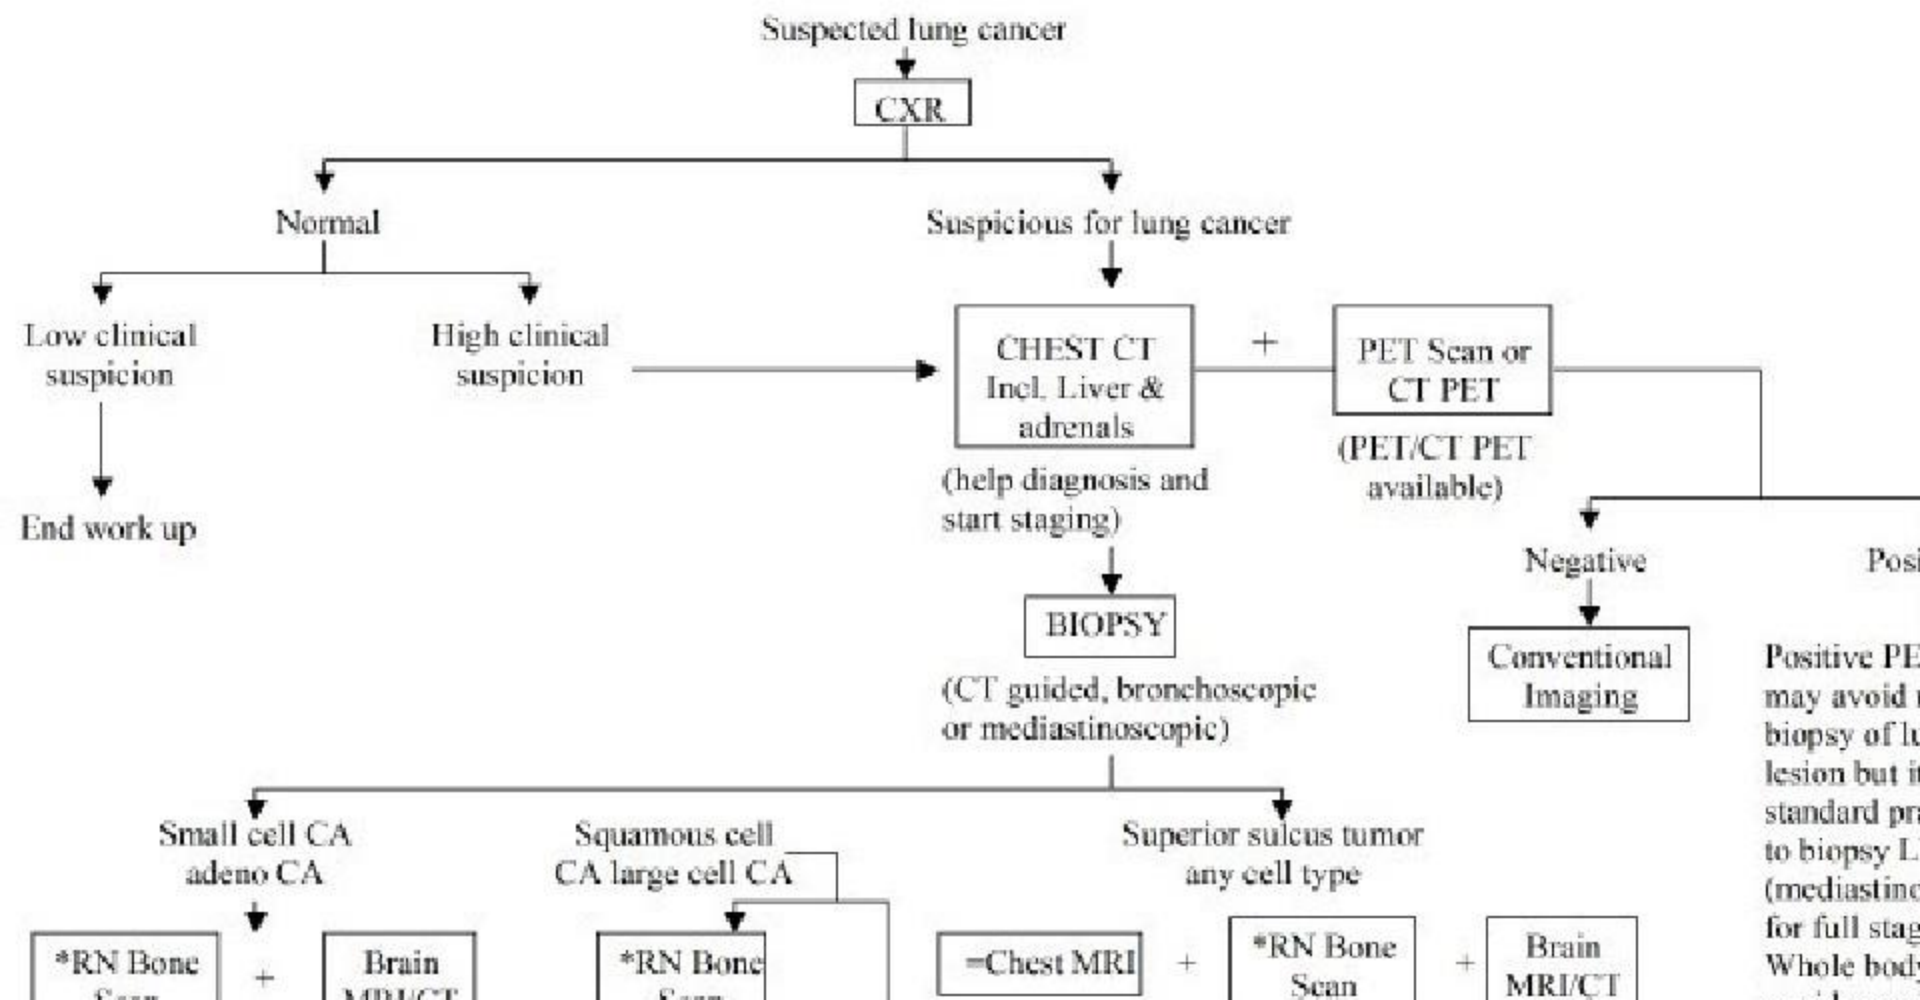 Suspected lung cancer
CXR
Normal
Suspicious for lung cancer
Low clinical
suspicion
High clinical
suspicion
CHEST CT
Incl. Liver &
adrenals
+
PET Scan or
CT PET
(PET/CT PET
available)
End work up
(help diagnosis and
start staging)
Negative
Posi
BIOPSY
Conventional
Imaging
(CT guided, bronchoscopic
or mediastinoscopic)
Positive PE
may avoid
biopsy of lu
lesion but it
standard pra
to biopsy L
(mediastino
for full stag
Whole body
Small cell CA
adeno CA
Squamous cell
CA large cell CA
Superior sulcus tumor
any cell type
*RN Bone
Scan
+
Brain
MRI/CT
*RN Bone
Scan
=Chest MRI
+
*RN Bone
Scan
+
Brain
MRI/CT